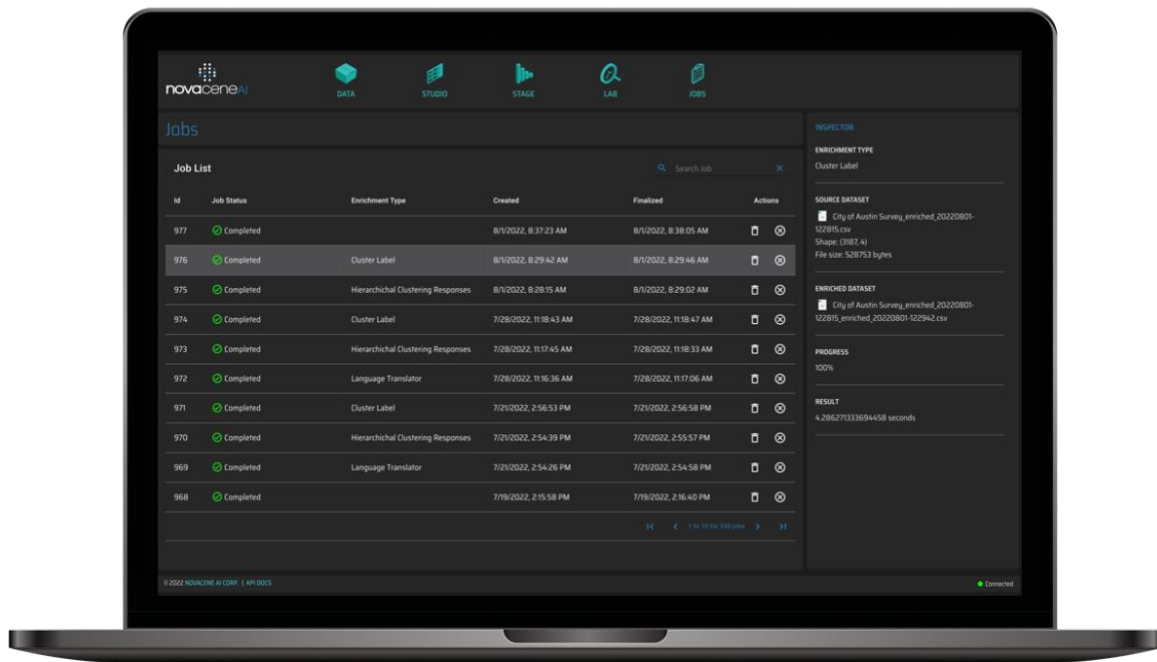 novaceneAI
DATA
STUDIO
STAGE
LAB
JOBS
Jobs
Job List
Search Job
Id Job Status Enrichment Type Created Finalized Actions
977 Completed 8/1/2022, 8:37:23 AM 8/1/2022, 8:38:05 AM
976 Completed Cluster Label 8/1/2022, 8:29:42 AM 8/1/2022, 8:29:46 AM
975 Completed Hierarchichal Clustering Responses 8/1/2022, 8:28:15 AM 8/1/2022, 8:29:02 AM
974 Completed Cluster Label 7/28/2022, 11:18:43 AM 7/28/2022, 11:18:47 AM
973 Completed Hierarchichal Clustering Responses 7/28/2022, 11:17:45 AM 7/28/2022, 11:18:33 AM
972 Completed Language Translator 7/28/2022, 11:16:36 AM 7/28/2022, 11:17:06 AM
971 Completed Cluster Label 7/21/2022, 2:56:53 PM 7/21/2022, 2:56:58 PM
970 Completed Hierarchichal Clustering Responses 7/21/2022, 2:54:39 PM 7/21/2022, 2:55:57 PM
969 Completed Language Translator 7/21/2022, 2:54:26 PM 7/21/2022, 2:54:58 PM
968 Completed 7/19/2022, 2:15:58 PM 7/19/2022, 2:16:40 PM
1 to 10 for jobs
INSPECTOR
ENRICHMENT TYPE
Cluster Label
SOURCE DATASET
City of Austin Survey_enriched_20220801-
122815.csv
Shape: (3187, 4)
File size: 528753 bytes
ENRICHED DATASET
City of Austin Survey_enriched_20220801-
122815_enriched_20220801-122942.csv
PROGRESS
100%
RESULT
4.286271333694458 seconds
© 2022 NOVACENE AI CORP. | API DOCS
Connected